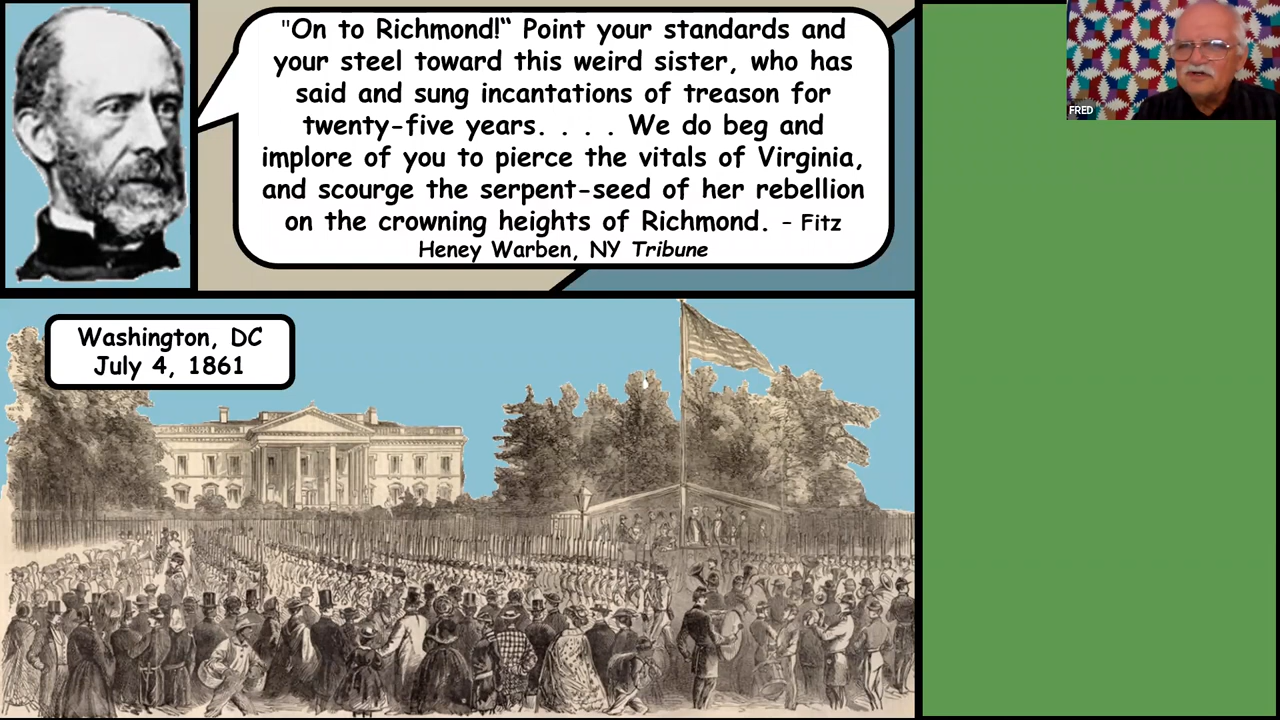 "On to Richmond!“ Point your standards and
your steel toward this weird sister, who has
said and sung incantations of treason for
twenty-five years. . . . We do beg and
implore of you to pierce the vitals of Virginia,
and scourge the serpent-seed of her rebellion
on the crowning heights of Richmond. – Fitz
Heney Warben, NY Tribune
FRED
Washington, DC
July 4, 1861